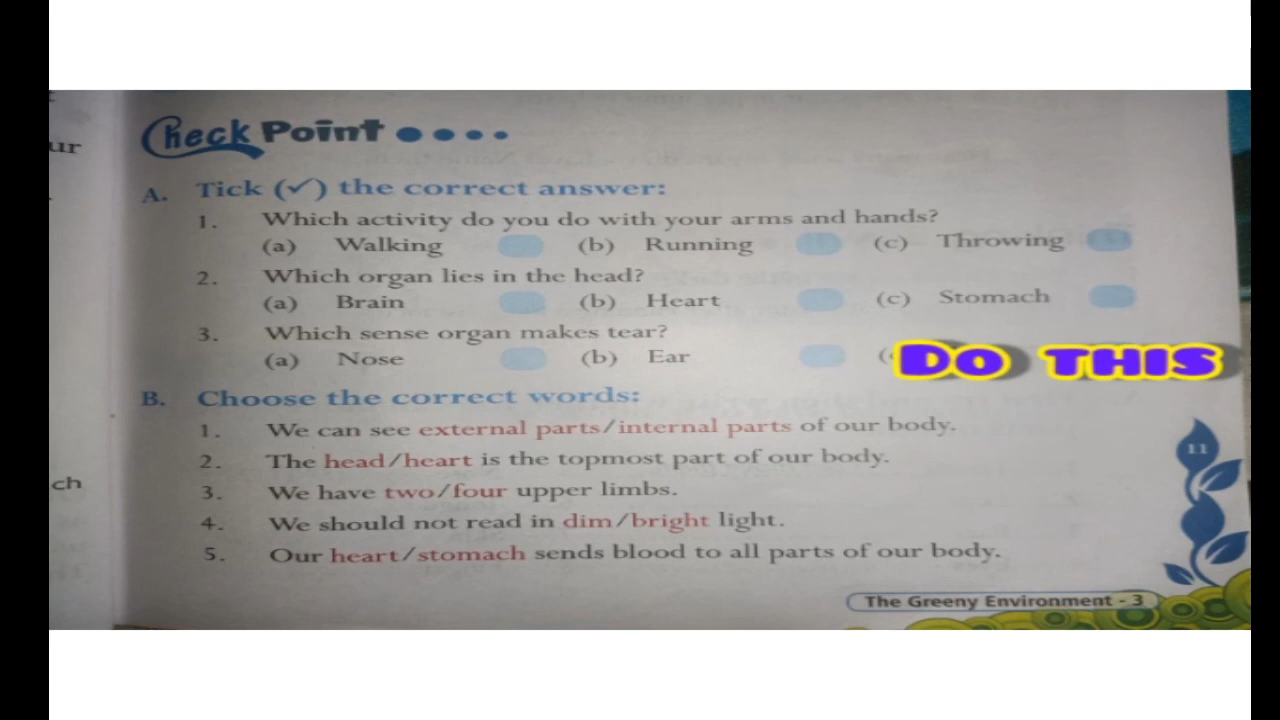 ur
ch
Check Point
A. Tick (✓) the correct answer:
1. Which activity do you do with your arms and hands?
(a) Walking (b) Running (c) Throwing
2. Which organ lies in the head?
(a) Brain (b) Heart (c) Stomach
3. Which sense organ makes tear?
(a) Nose (b) Ear (
DO THIS
B. Choose the correct words:
1. We can see external parts/internal parts of our body.
2. The head/heart is the topmost part of our body.
3. We have two/four upper limbs.
4. We should not read in dim/bright light.
5. Our heart/stomach sends blood to all parts of our body.
11
The Greeny Environment - 3